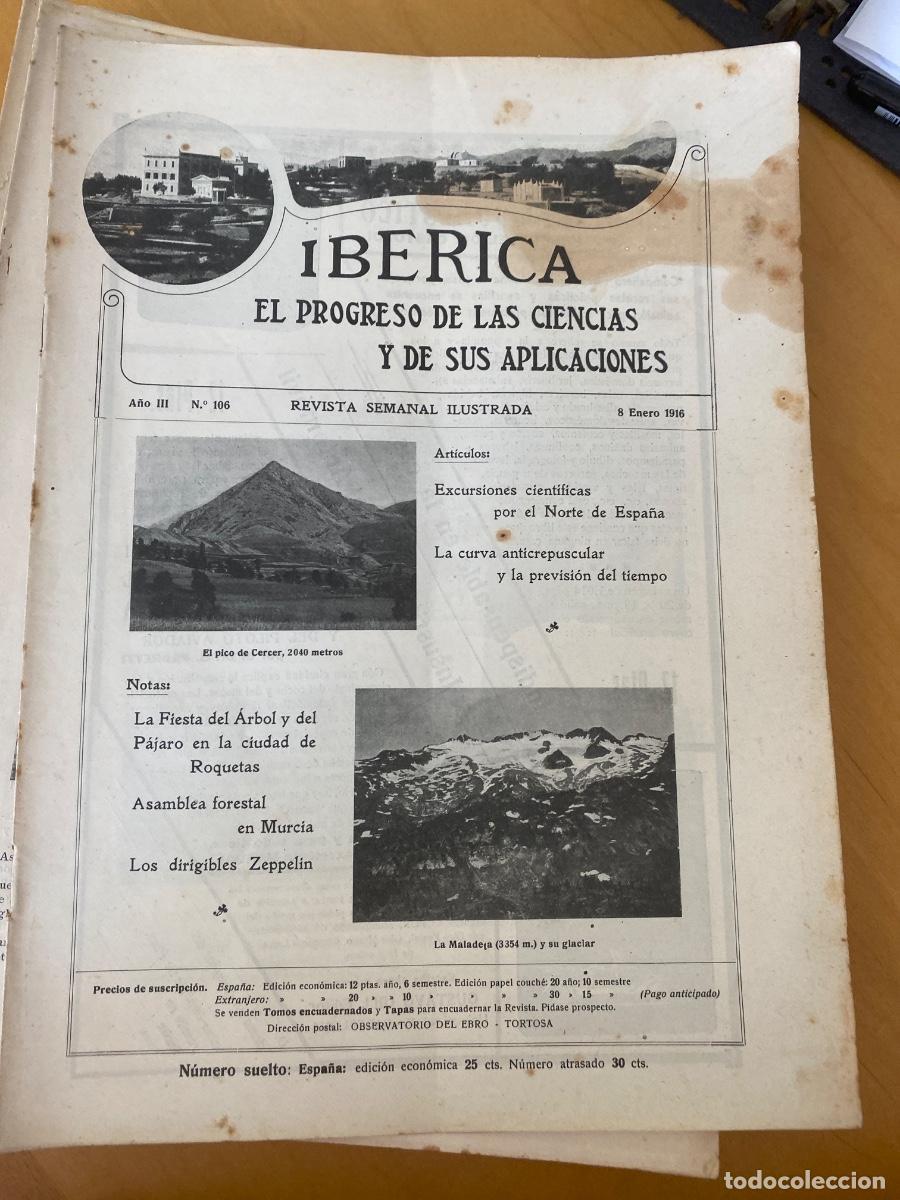 IBERICA
EL PROGRESO DE LAS CIENCIAS
Y DE SUS APLICACIONES
Año III N.º 106 REVISTA SEMANAL ILUSTRADA 8 Enero 1916
Artículos:
Excursiones científicas
por el Norte de España
La curva anticrepuscular
y la previsión del tiempo
El pico de Cercer, 2040 metros
Notas:
La Fiesta del Árbol y del
Pájaro en la ciudad de
Roquetas
Asamblea forestal
en Murcia
Los dirigibles Zeppelin
La Maladeta (3354 m.) y su glaciar
Precios de suscripción. España: Edición económica: 12 ptas. año, 6 semestre. Edición papel couché: 20 año; 10 semestre
Extranjero: » » 20 » » 10 » » » » 30 » 15 » (Pago anticipado)
Se venden Tomos encuadernados y Tapas para encuadernar la Revista. Pídase prospecto.
Dirección postal: OBSERVATORIO DEL EBRO - TORTOSA
Número suelto: España: edición económica 25 cts. Número atrasado 30 cts.
todocoleccion